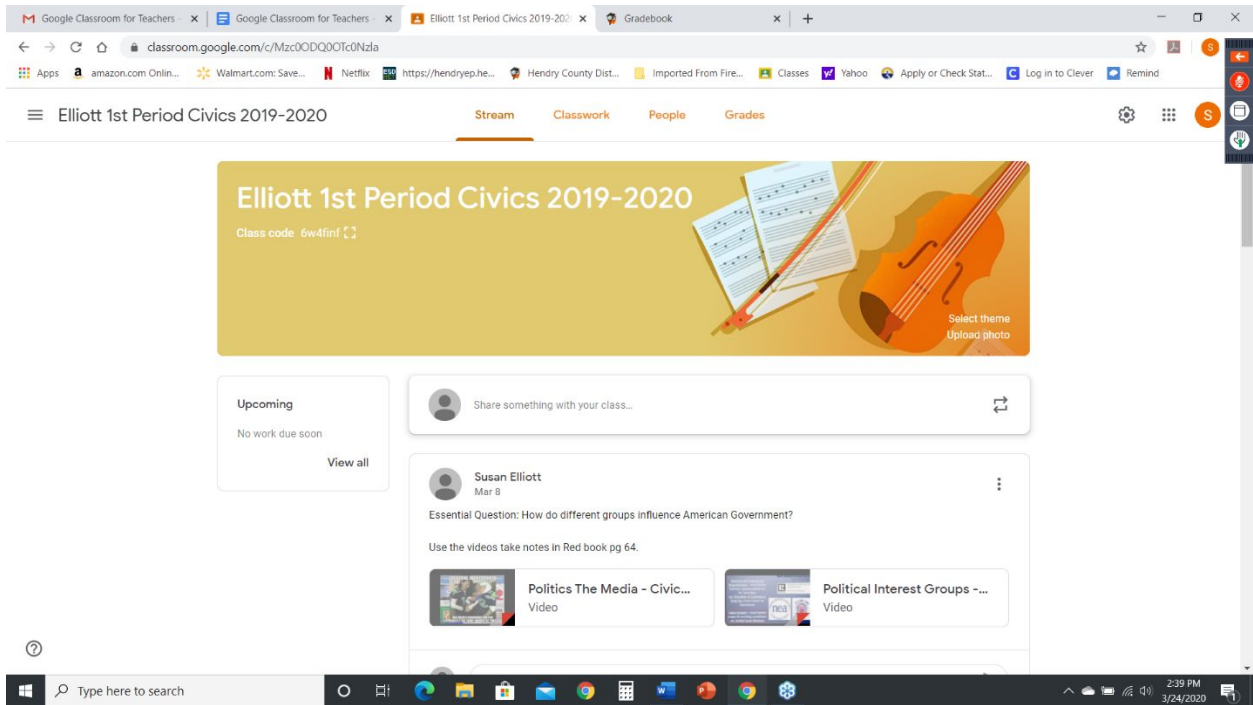 Google Classroom for Teachers - Google Classroom for Teachers - Elliott 1st Period Civics 2019-202 Gradebook
classroom.google.com/c/Mzc0ODQ0OTc0Nzla S
Apps amazon.com Onlin... Walmart.com: Save... Netflix https://hendryep.he... Hendry County Dist... Imported From Fire... Classes Yahoo Apply or Check Stat... Log in to Clever Remind
Elliott 1st Period Civics 2019-2020 Stream Classwork People Grades S
Elliott 1st Period Civics 2019-2020
Class code 6w4finf
Select theme
Upload photo
Upcoming
No work due soon
View all
Share something with your class...
Susan Elliott
Mar 8
Essential Question: How do different groups influence American Government?
Use the videos take notes in Red book pg 64.
Politics The Media - Civic...
Video
Political Interest Groups -...
Video
Type here to search
2:39 PM
3/24/2020